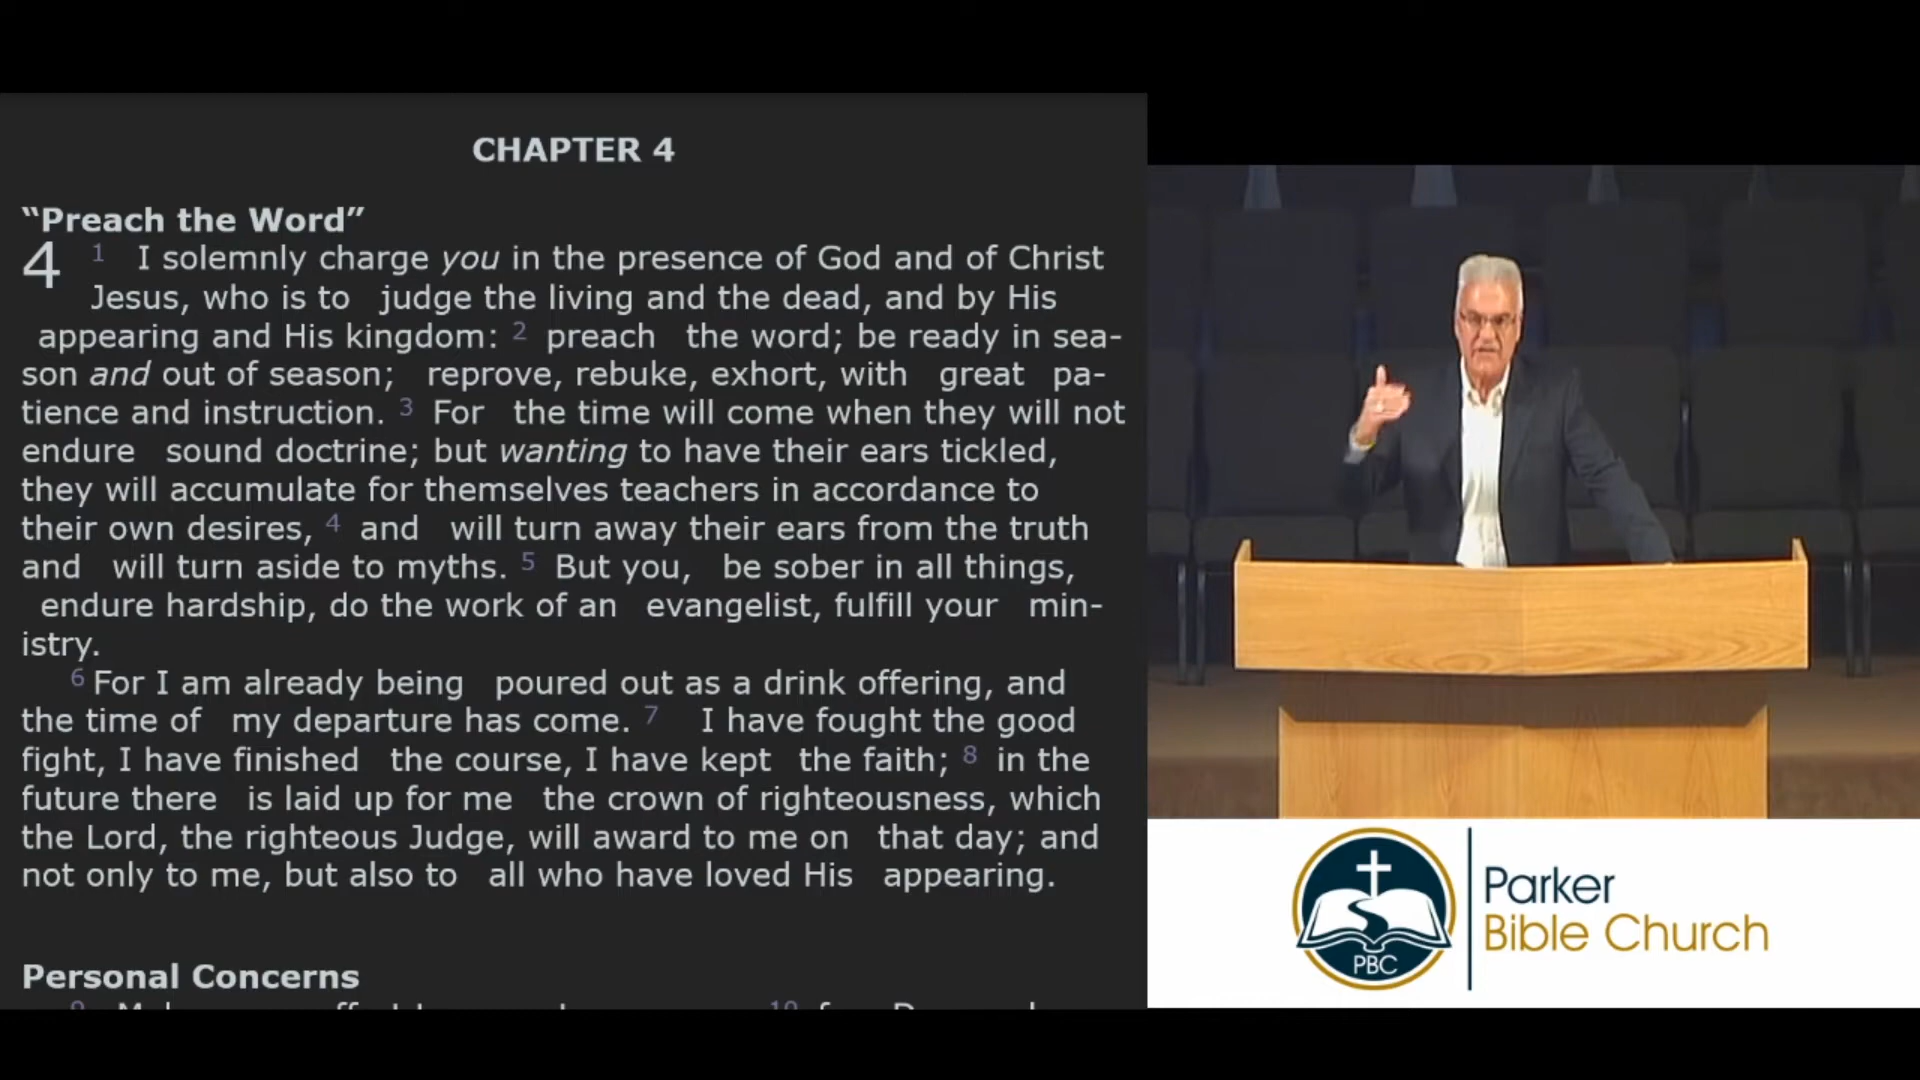 CHAPTER 4
“Preach the Word”
4 1 I solemnly charge you in the presence of God and of Christ
Jesus, who is to judge the living and the dead, and by His
appearing and His kingdom: 2 preach the word; be ready in sea-
son and out of season; reprove, rebuke, exhort, with great pa-
tience and instruction. 3 For the time will come when they will not
endure sound doctrine; but wanting to have their ears tickled,
they will accumulate for themselves teachers in accordance to
their own desires, 4 and will turn away their ears from the truth
and will turn aside to myths. 5 But you, be sober in all things,
endure hardship, do the work of an evangelist, fulfill your min-
istry.
6 For I am already being poured out as a drink offering, and
the time of my departure has come. 7 I have fought the good
fight, I have finished the course, I have kept the faith; 8 in the
future there is laid up for me the crown of righteousness, which
the Lord, the righteous Judge, will award to me on that day; and
not only to me, but also to all who have loved His appearing.
Personal Concerns
PBC
Parker
Bible Church